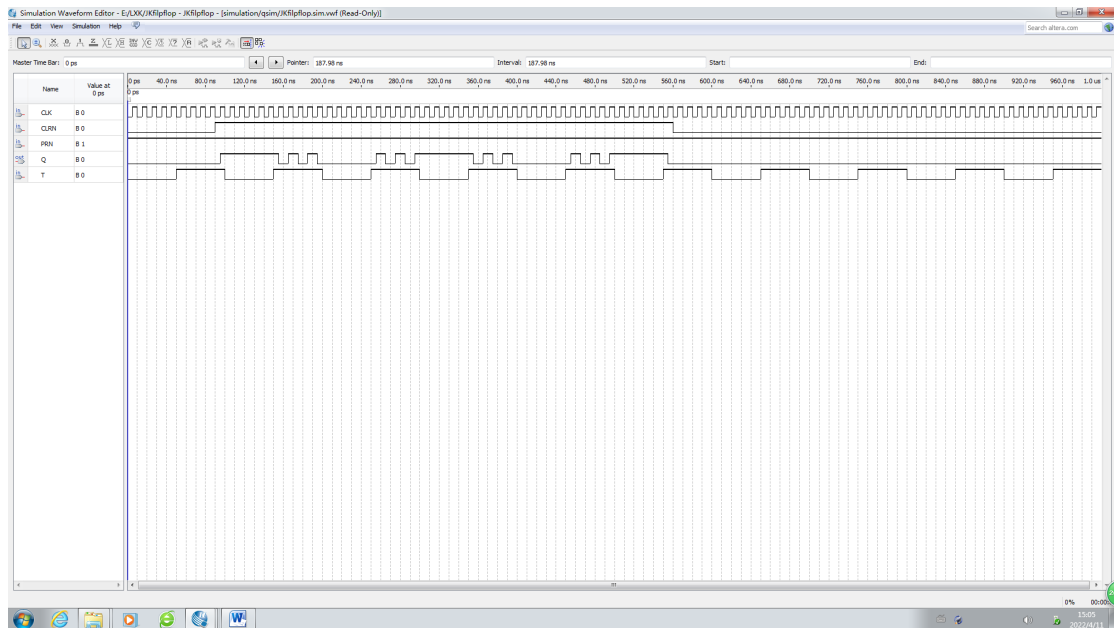 Simulation Waveform Editor - E:/LXK/JKfilpflop - JKfilpflop - [simulation/qsim/JKfilpflop.sim.vwf (Read-Only)]
File Edit View Simulation Help
Search altera.com
Master Time Bar: 0 ps Pointer: 187.98 ns Interval: 187.98 ns Start: End:
Name Value at 0 ps
0 ps 40.0 ns 80.0 ns 120.0 ns 160.0 ns 200.0 ns 240.0 ns 280.0 ns 320.0 ns 360.0 ns 400.0 ns 440.0 ns 480.0 ns 520.0 ns 560.0 ns 600.0 ns 640.0 ns 680.0 ns 720.0 ns 760.0 ns 800.0 ns 840.0 ns 880.0 ns 920.0 ns 960.0 ns 1.0 us
0 ps
CLK B 0
CLRN B 0
PRN B 1
Q B 0
T B 0
0% 00:00
15:05
2022/4/11